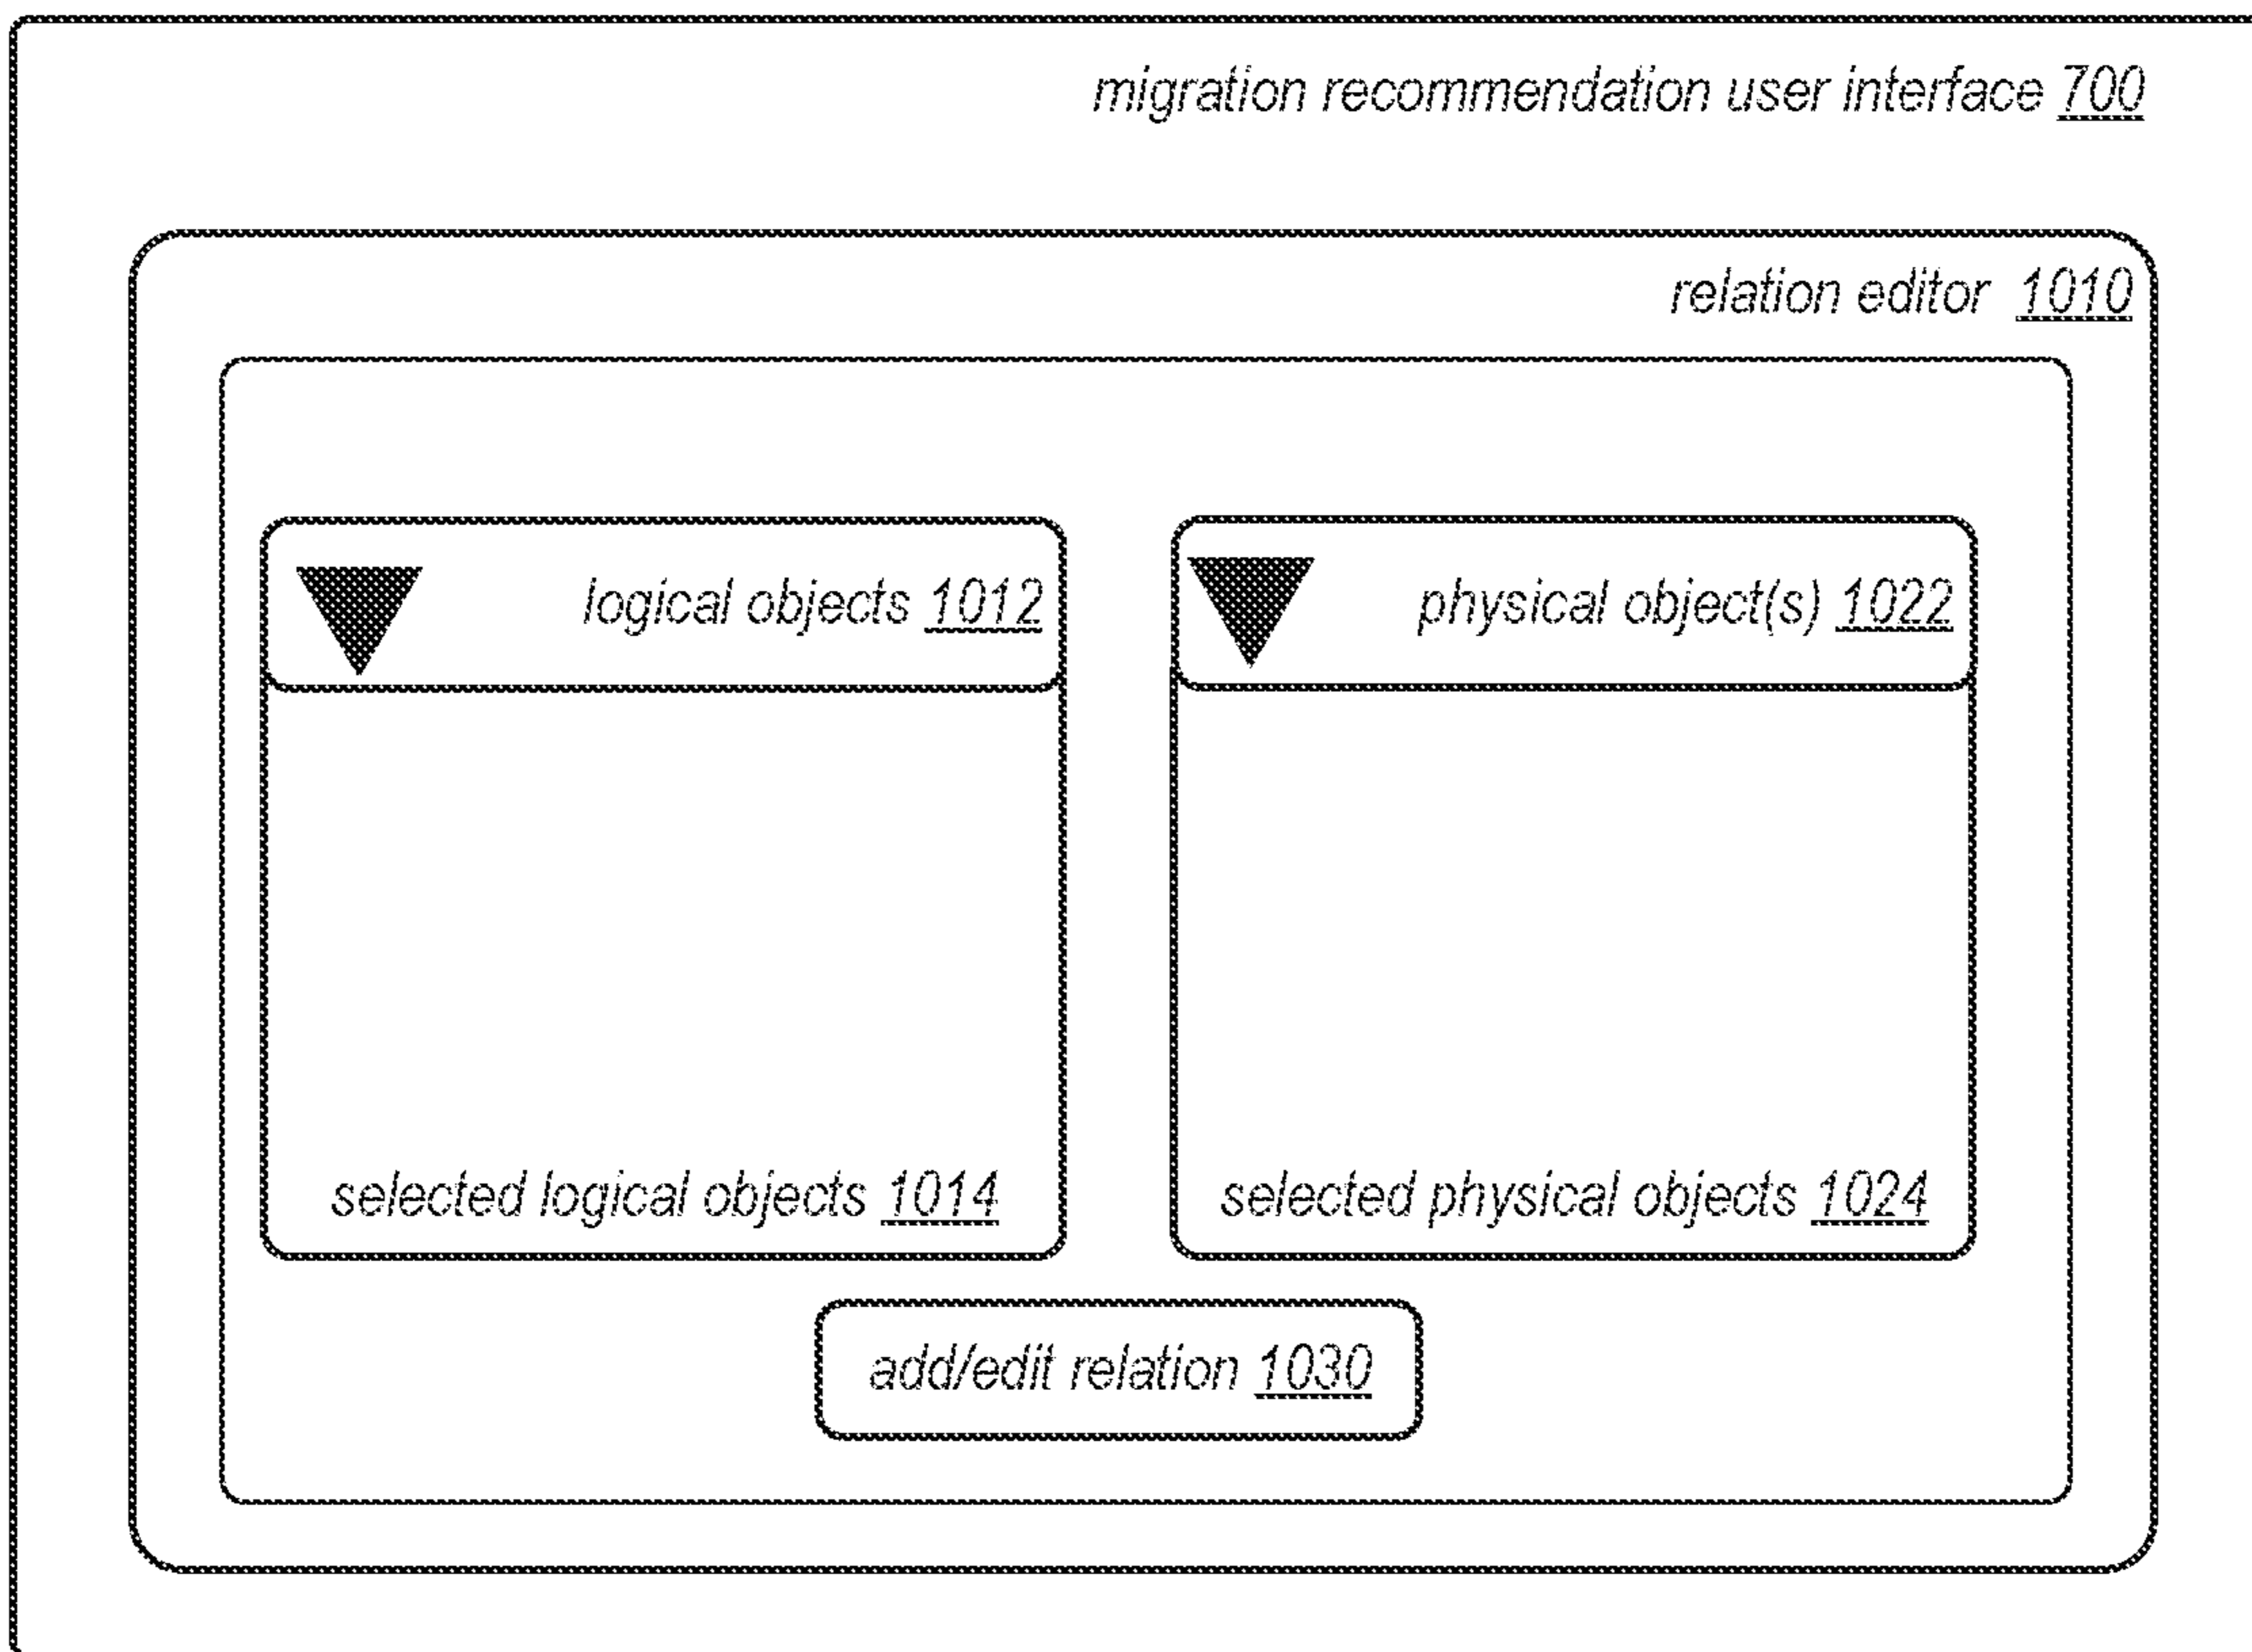 migration recommendation user interface 700
relation editor 1010
logical objects 1012
physical object(s) 1022
selected logical objects 1014
selected physical objects 1024
add/edit relation 1030